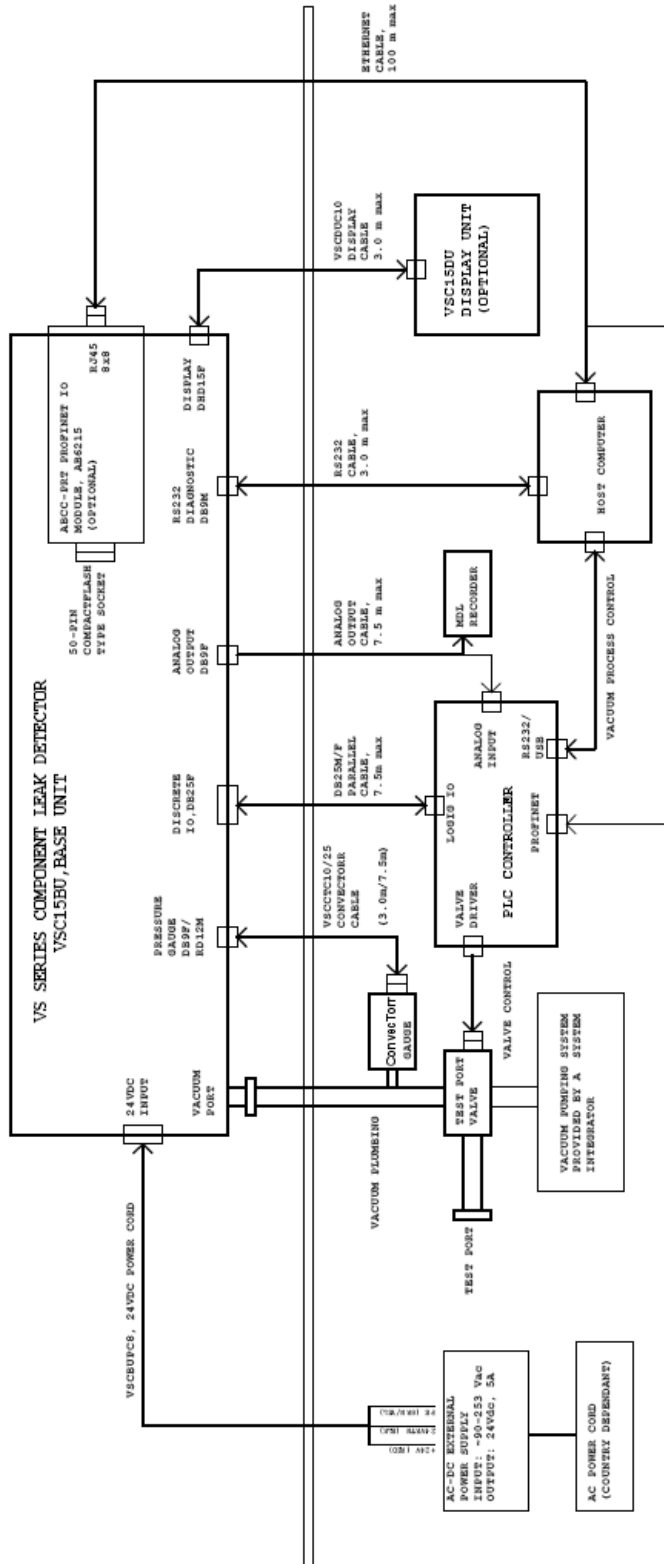 VS SERIES COMPONENT LEAK DETECTOR
VSC15BU, BASE UNIT
50-PIN
COMPACTFLASH
TYPE SOCKET
ABCC-PRT PROFINET IO
MODULE, AB6215
(OPTIONAL)
RJ45
8x8
24VDC
INPUT
VACUUM
PORT
PRESSURE
GAUGE
DB9F/
RD12M
DISCRETE
IO,DB25F
ANALOG
OUTPUT
DB9F
RS232
DIAGNOSTIC
DB9M
DISPLAY
DHD15F
VSCBUPC8, 24VDC POWER CORD
VACUUM PLUMBING
VSCCTC10/25
CONVECTORR
CABLE
(3.0m/7.5m)
DB25M/F
PARALLEL
CABLE,
7.5m max
ANALOG
OUTPUT
CABLE,
7.5 m max
RS232
CABLE,
3.0 m max
VSCDUC10
DISPLAY
CABLE
3.0 m max
ETHERNET
CABLE,
100 m max
ConvecTorr
GAUGE
MDL
RECORDER
VSC15DU
DISPLAY UNIT
(OPTIONAL)
+24V (RED)
AC-DC EXTERNAL
POWER SUPPLY
INPUT: ~90-253 Vac
OUTPUT: 24Vdc, 5A
AC POWER CORD
(COUNTRY DEPENDANT)
TEST PORT
TEST PORT
VALVE
VALVE CONTROL
VACUUM PUMPING SYSTEM
PROVIDED BY A SYSTEM
INTEGRATOR
LOGIG IO
ANALOG
INPUT
VALVE
DRIVER
PLC CONTROLLER
RS232/
USB
PROFINET
HOST COMPUTER
VACUUM PROCESS CONTROL